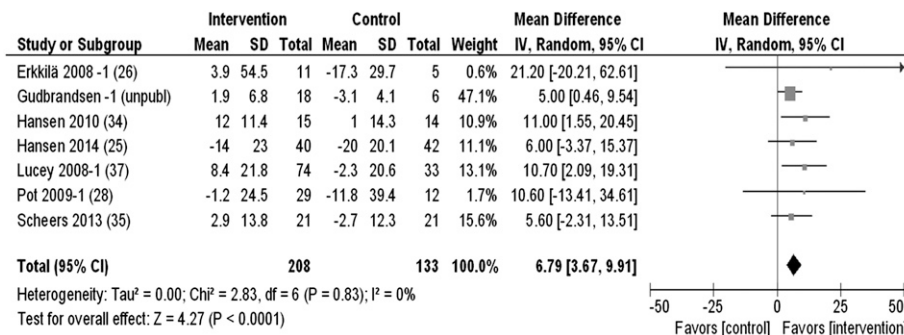 Intervention Control Mean Difference Mean Difference
Study or Subgroup Mean SD Total Mean SD Total Weight IV, Random, 95% CI IV, Random, 95% CI
Erkkilä 2008 -1 (26) 3.9 54.5 11 -17.3 29.7 5 0.6% 21.20 [-20.21, 62.61]
Gudbrandsen -1 (unpubl) 1.9 6.8 18 -3.1 4.1 6 47.1% 5.00 [0.46, 9.54]
Hansen 2010 (34) 12 11.4 15 1 14.3 14 10.9% 11.00 [1.55, 20.45]
Hansen 2014 (25) -14 23 40 -20 20.1 42 11.1% 6.00 [-3.37, 15.37]
Lucey 2008-1 (37) 8.4 21.8 74 -2.3 20.6 33 13.1% 10.70 [2.09, 19.31]
Pot 2009-1 (28) -1.2 24.5 29 -11.8 39.4 12 1.7% 10.60 [-13.41, 34.61]
Scheers 2013 (35) 2.9 13.8 21 -2.7 12.3 21 15.6% 5.60 [-2.31, 13.51]
Total (95% CI) 208 133 100.0% 6.79 [3.67, 9.91]
Heterogeneity: Tau² = 0.00; Chi² = 2.83, df = 6 (P = 0.83); I² = 0%
Test for overall effect: Z = 4.27 (P < 0.0001)
-50 -25 0 25 50
Favors [control] Favors [intervention]